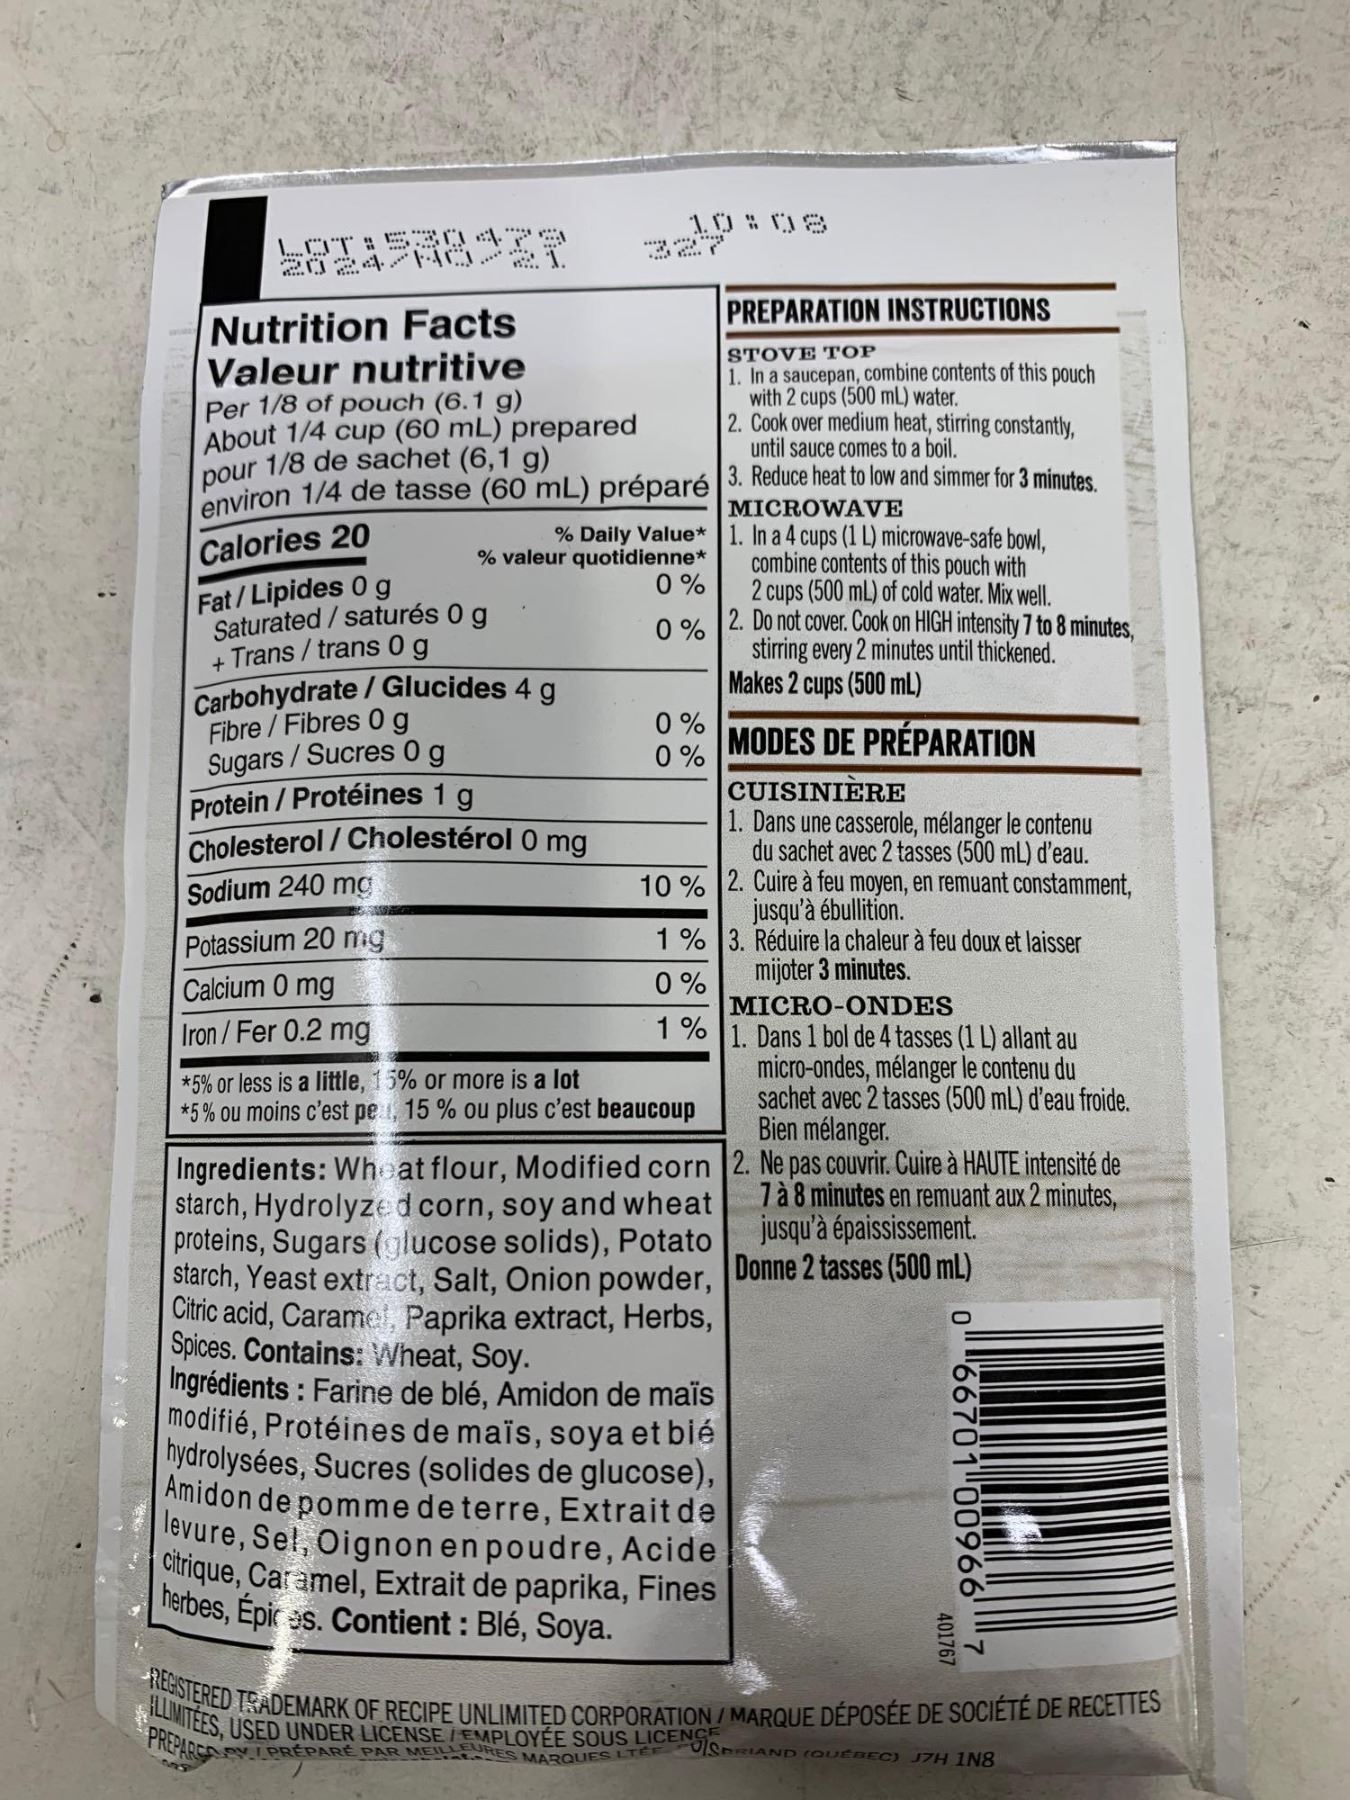 LOT:530479 10:08
2024/NO/21 327
Nutrition Facts
Valeur nutritive
Per 1/8 of pouch (6.1 g)
About 1/4 cup (60 mL) prepared
pour 1/8 de sachet (6,1 g)
environ 1/4 de tasse (60 mL) préparé
Calories 20
% Daily Value*
% valeur quotidienne*
Fat / Lipides 0 g 0 %
Saturated / saturés 0 g
+ Trans / trans 0 g 0 %
Carbohydrate / Glucides 4 g
Fibre / Fibres 0 g 0 %
Sugars / Sucres 0 g 0 %
Protein / Protéines 1 g
Cholesterol / Cholestérol 0 mg
Sodium 240 mg 10 %
Potassium 20 mg 1 %
Calcium 0 mg 0 %
Iron / Fer 0.2 mg 1 %
*5% or less is a little, 15% or more is a lot
*5 % ou moins c'est peu, 15 % ou plus c'est beaucoup
Ingredients: Wheat flour, Modified corn
starch, Hydrolyzed corn, soy and wheat
proteins, Sugars (glucose solids), Potato
starch, Yeast extract, Salt, Onion powder,
Citric acid, Caramel, Paprika extract, Herbs,
Spices. Contains: Wheat, Soy.
Ingrédients : Farine de blé, Amidon de maïs
modifié, Protéines de maïs, soya et blé
hydrolysées, Sucres (solides de glucose),
Amidon de pomme de terre, Extrait de
levure, Sel, Oignon en poudre, Acide
citrique, Caramel, Extrait de paprika, Fines
herbes, Épices. Contient : Blé, Soya.
PREPARATION INSTRUCTIONS
STOVE TOP
1. In a saucepan, combine contents of this pouch
with 2 cups (500 mL) water.
2. Cook over medium heat, stirring constantly,
until sauce comes to a boil.
3. Reduce heat to low and simmer for 3 minutes.
MICROWAVE
1. In a 4 cups (1 L) microwave-safe bowl,
combine contents of this pouch with
2 cups (500 mL) of cold water. Mix well.
2. Do not cover. Cook on HIGH intensity 7 to 8 minutes,
stirring every 2 minutes until thickened.
Makes 2 cups (500 mL)
MODES DE PRÉPARATION
CUISINIÈRE
1. Dans une casserole, mélanger le contenu
du sachet avec 2 tasses (500 mL) d'eau.
2. Cuire à feu moyen, en remuant constamment,
jusqu'à ébullition.
3. Réduire la chaleur à feu doux et laisser
mijoter 3 minutes.
MICRO-ONDES
1. Dans 1 bol de 4 tasses (1 L) allant au
micro-ondes, mélanger le contenu du
sachet avec 2 tasses (500 mL) d'eau froide.
Bien mélanger.
2. Ne pas couvrir. Cuire à HAUTE intensité de
7 à 8 minutes en remuant aux 2 minutes,
jusqu'à épaississement.
Donne 2 tasses (500 mL)
0 66701 00966 7
401767
REGISTERED TRADEMARK OF RECIPE UNLIMITED CORPORATION / MARQUE DÉPOSÉE DE SOCIÉTÉ DE RECETTES
ILLIMITÉES, USED UNDER LICENSE / EMPLOYÉE SOUS LICENCE
PREPARED BY / PRÉPARÉ PAR MEILLEURES MARQUES LTÉE (QUÉBEC) J7H 1N8